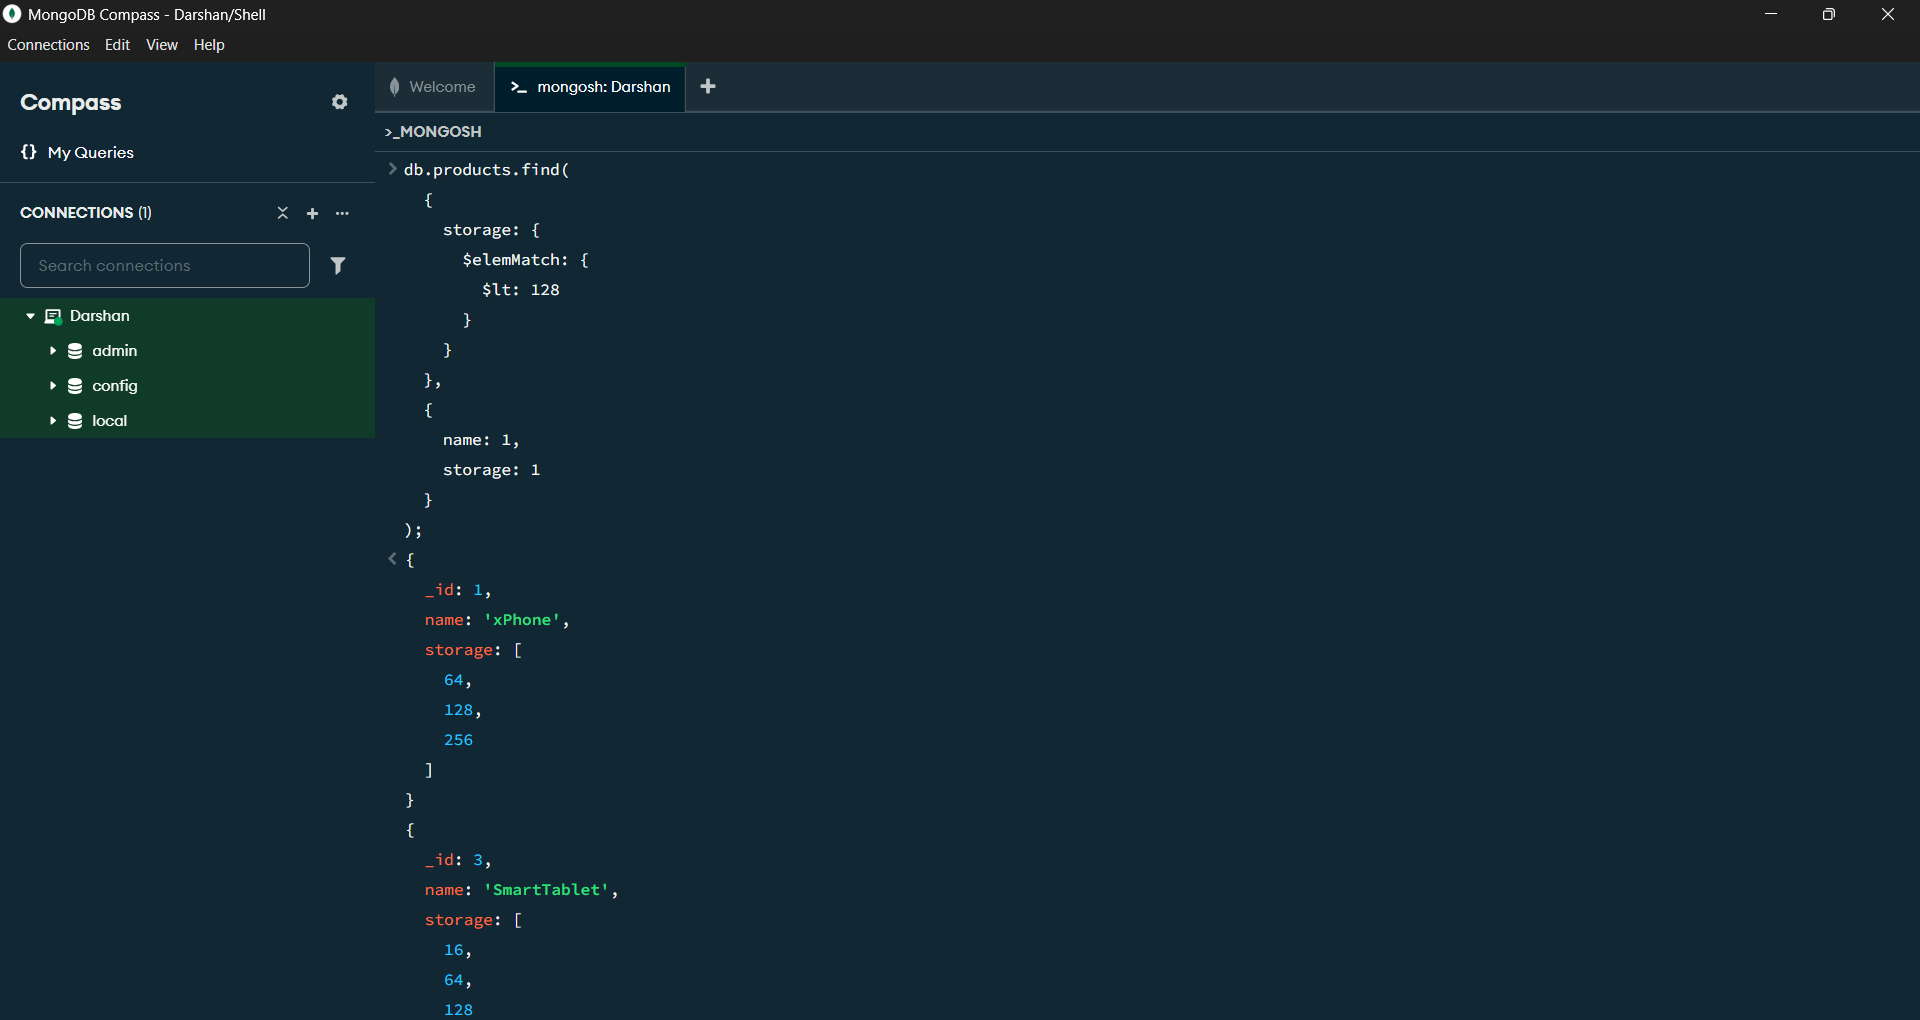 MongoDB Compass - Darshan/Shell
Connections Edit View Help
Compass
{} My Queries
CONNECTIONS (1)
Search connections
Darshan
admin
config
local
Welcome
>_ mongosh: Darshan
>_MONGOSH
> db.products.find(
{
storage: {
$elemMatch: {
$lt: 128
}
}
},
{
name: 1,
storage: 1
}
);
< {
_id: 1,
name: 'xPhone',
storage: [
64,
128,
256
]
}
{
_id: 3,
name: 'SmartTablet',
storage: [
16,
64,
128